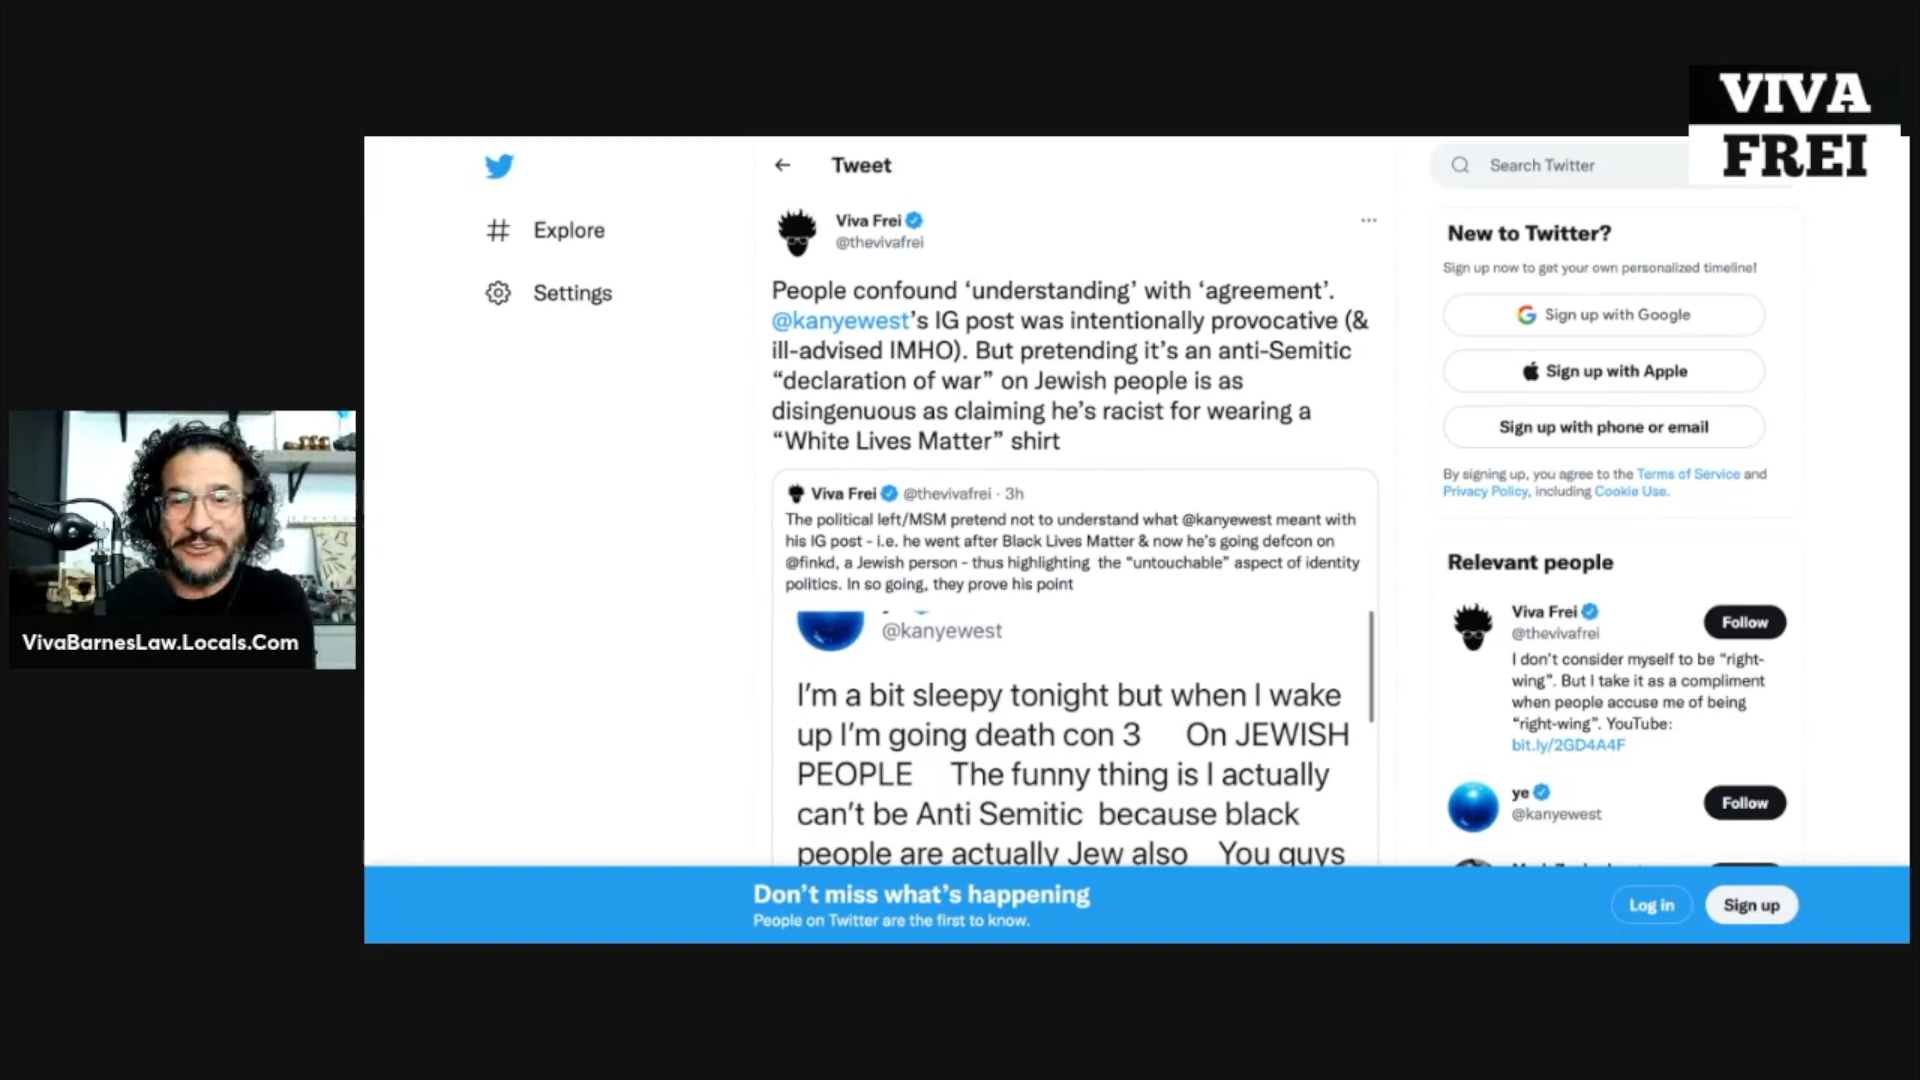 VIVA
FREI
Tweet
Search Twitter
Explore
Settings
Viva Frei
@thevivafrei
People confound ‘understanding’ with ‘agreement’.
@kanyewest’s IG post was intentionally provocative (&
ill-advised IMHO). But pretending it’s an anti-Semitic
“declaration of war” on Jewish people is as
disingenuous as claiming he’s racist for wearing a
“White Lives Matter” shirt
Viva Frei @thevivafrei · 3h
The political left/MSM pretend not to understand what @kanyewest meant with
his IG post - i.e. he went after Black Lives Matter & now he’s going defcon on
@finkd, a Jewish person - thus highlighting the “untouchable” aspect of identity
politics. In so going, they prove his point
@kanyewest
I’m a bit sleepy tonight but when I wake
up I’m going death con 3 On JEWISH
PEOPLE The funny thing is I actually
can’t be Anti Semitic because black
people are actually Jew also You guys
New to Twitter?
Sign up now to get your own personalized timeline!
Sign up with Google
Sign up with Apple
Sign up with phone or email
By signing up, you agree to the Terms of Service and
Privacy Policy, including Cookie Use.
Relevant people
Viva Frei
@thevivafrei
Follow
I don’t consider myself to be “right-
wing”. But I take it as a compliment
when people accuse me of being
“right-wing”. YouTube:
bit.ly/2GD4A4F
ye
@kanyewest
Follow
VivaBarnesLaw.Locals.Com
Don’t miss what’s happening
People on Twitter are the first to know.
Log in
Sign up